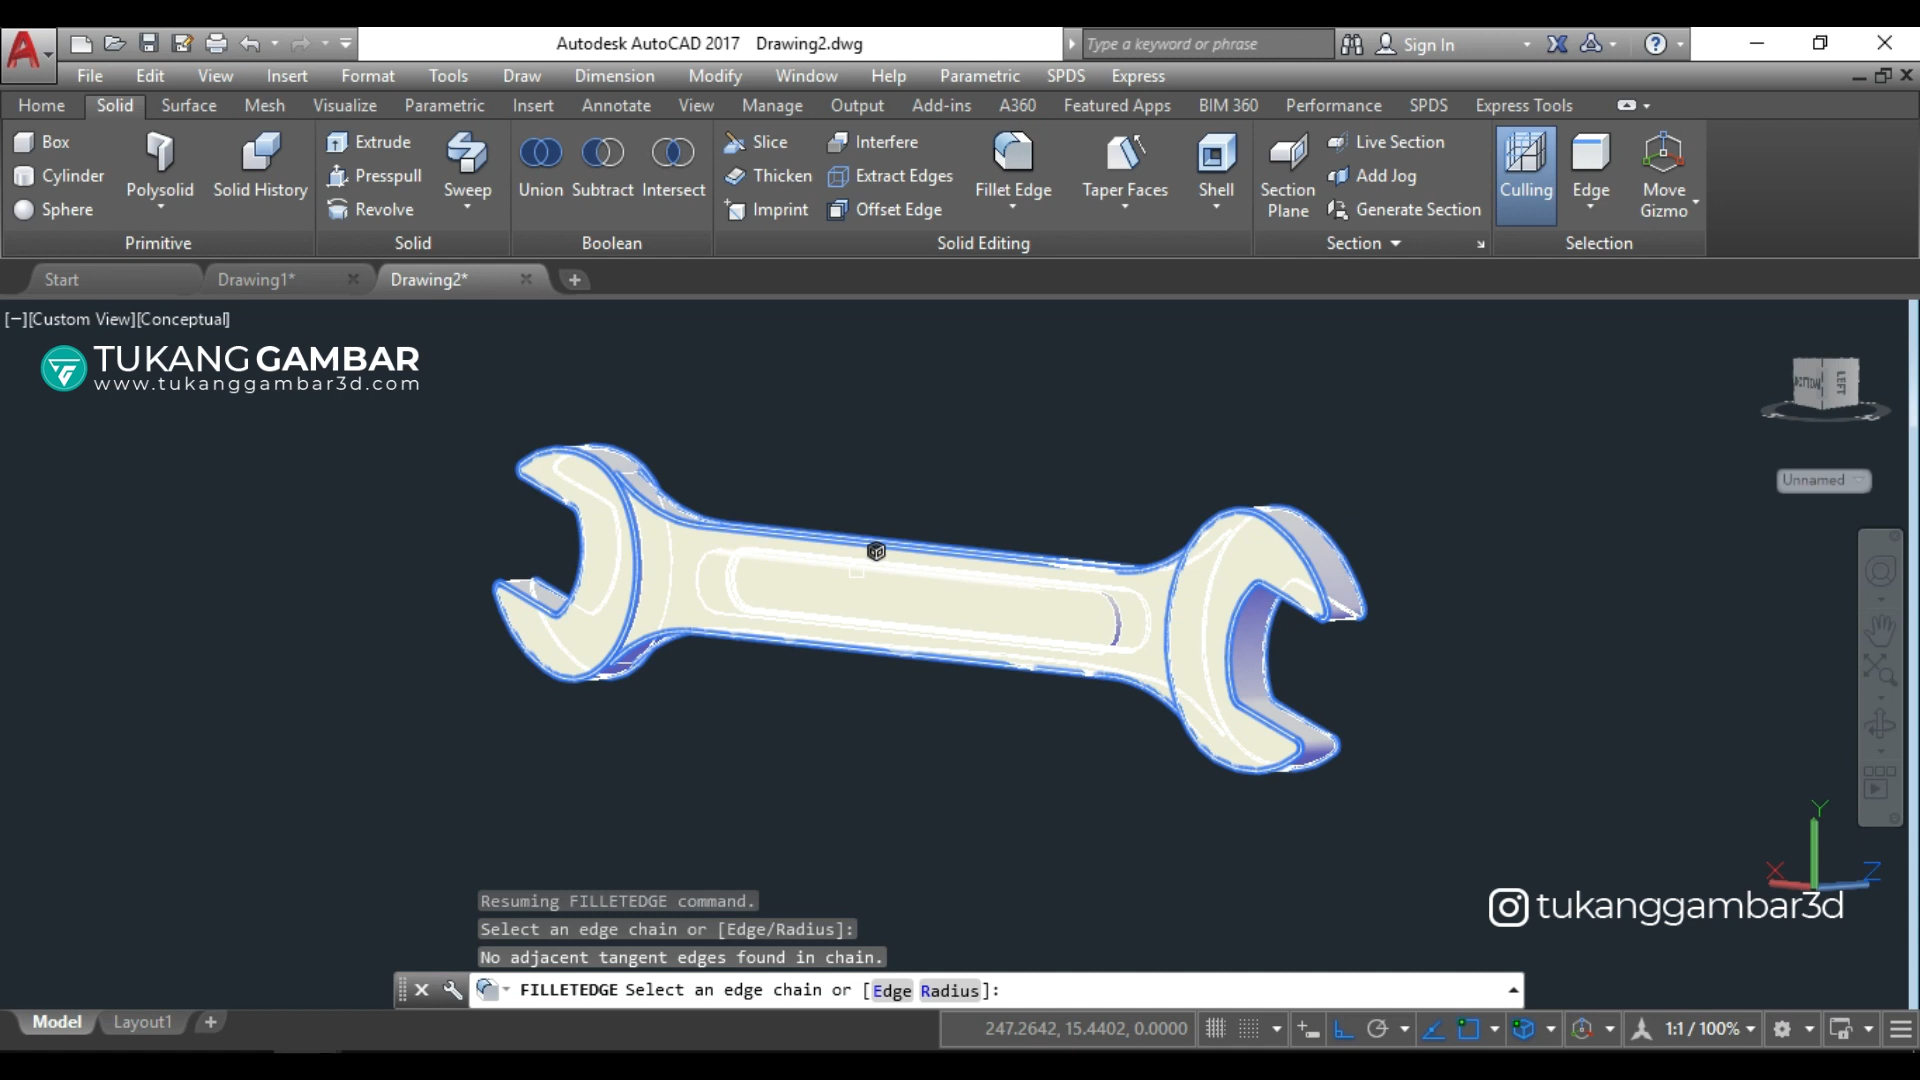 Autodesk AutoCAD 2017 Drawing2.dwg
Type a keyword or phrase
Sign In
File Edit View Insert Format Tools Draw Dimension Modify Window Help Parametric SPDS Express
Home Solid Surface Mesh Visualize Parametric Insert Annotate View Manage Output Add-ins A360 Featured Apps BIM 360 Performance SPDS Express Tools
Box
Cylinder
Sphere
Polysolid
Solid History
Primitive
Extrude
Presspull
Revolve
Sweep
Solid
Union
Subtract
Intersect
Boolean
Slice
Thicken
Imprint
Interfere
Extract Edges
Offset Edge
Fillet Edge
Taper Faces
Shell
Solid Editing
Section
Plane
Live Section
Add Jog
Generate Section
Section
Culling
Edge
Move
Gizmo
Selection
Start
Drawing1*
Drawing2*
[−][Custom View][Conceptual]
TUKANG GAMBAR
www.tukanggambar3d.com
LEFT
Unnamed
Y
X
Z
tukanggambar3d
Resuming FILLETEDGE command.
Select an edge chain or [Edge/Radius]:
No adjacent tangent edges found in chain.
FILLETEDGE Select an edge chain or [Edge Radius]:
Model
Layout1
247.2642, 15.4402, 0.0000
1:1 / 100%